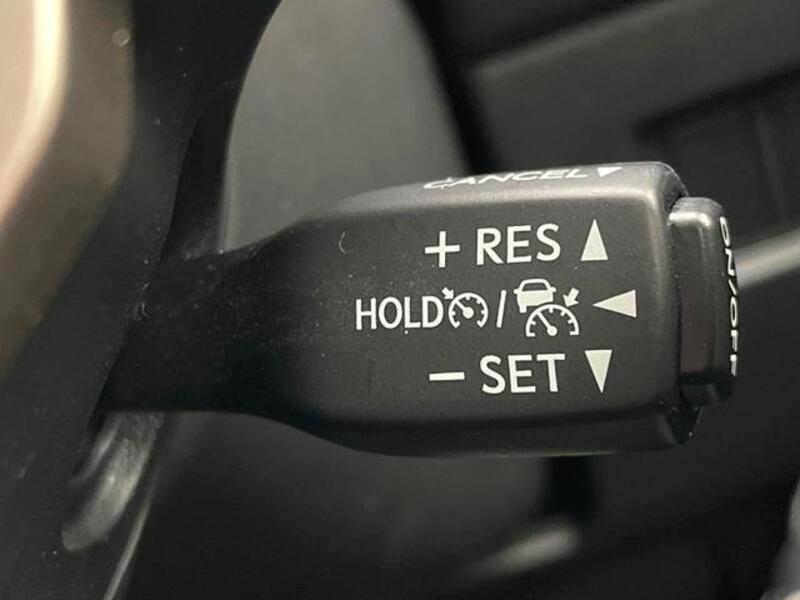 CANCEL
+ RES
HOLD /
- SET
ON/OFF